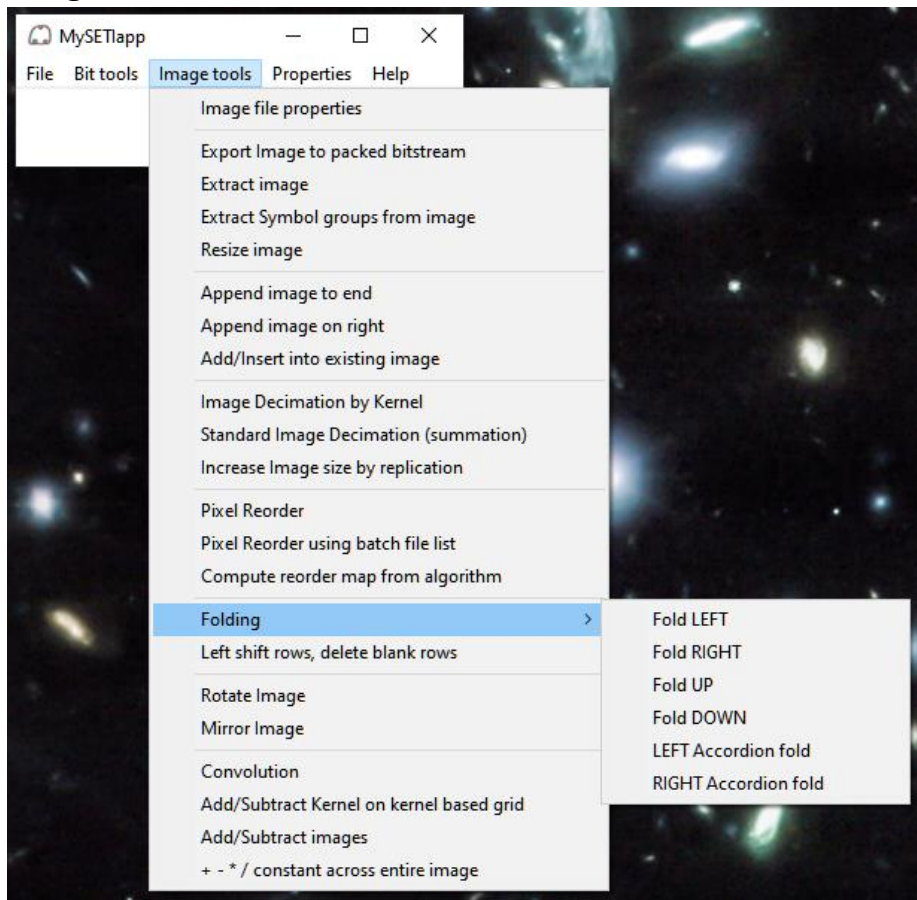 MySETIapp
File Bit tools Image tools Properties Help
Image file properties
Export Image to packed bitstream
Extract image
Extract Symbol groups from image
Resize image
Append image to end
Append image on right
Add/Insert into existing image
Image Decimation by Kernel
Standard Image Decimation (summation)
Increase Image size by replication
Pixel Reorder
Pixel Reorder using batch file list
Compute reorder map from algorithm
Folding
Left shift rows, delete blank rows
Rotate Image
Mirror Image
Convolution
Add/Subtract Kernel on kernel based grid
Add/Subtract images
+ - * / constant across entire image
Fold LEFT
Fold RIGHT
Fold UP
Fold DOWN
LEFT Accordion fold
RIGHT Accordion fold